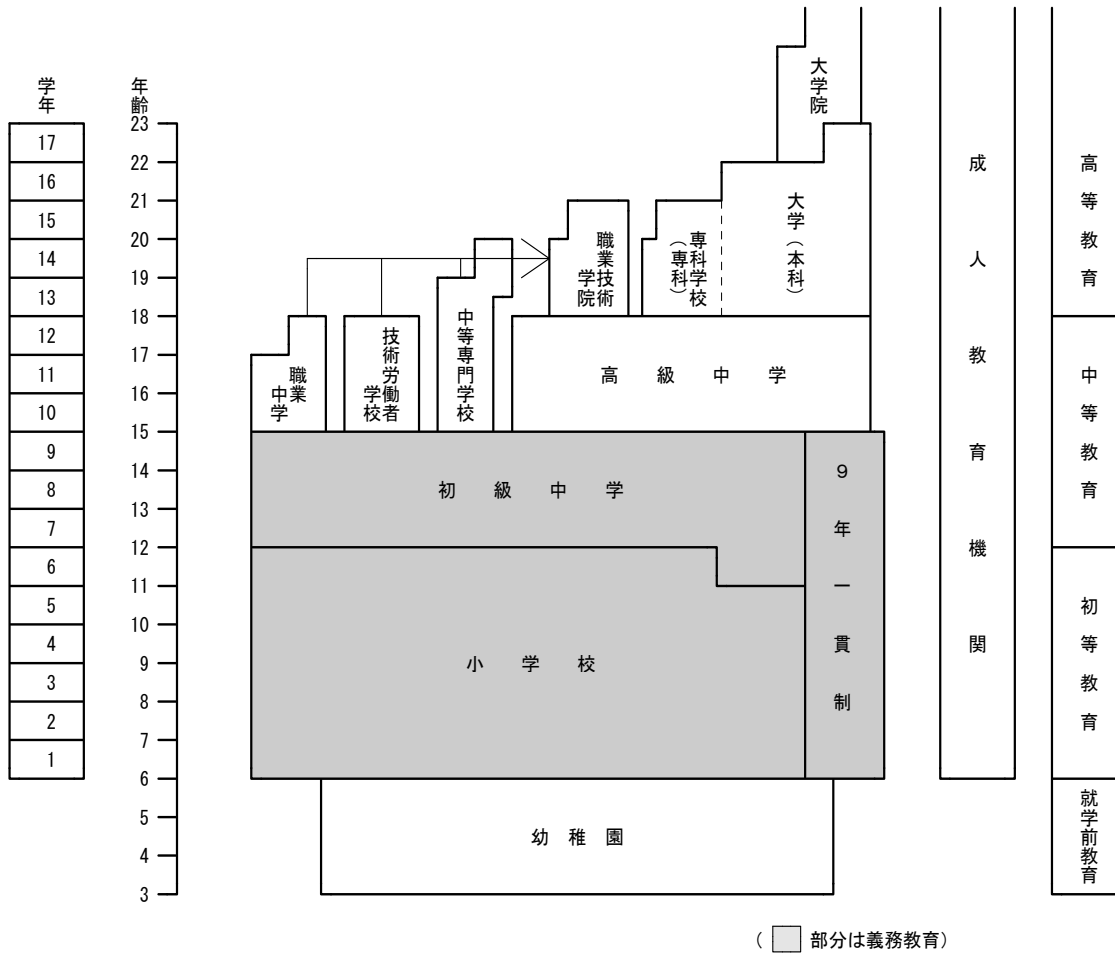 学年
17
16
15
14
13
12
11
10
9
8
7
6
5
4
3
2
1
年齢
23
22
21
20
19
18
17
16
15
14
13
12
11
10
9
8
7
6
5
4
3
大学院
大学（本科）
専科学校
（専科）
職業技術
学院
中等専門学校
技術労働者
学校
職業
中学
高級中学
初級中学
9年一貫制
小学校
幼稚園
成人教育機関
高等教育
中等教育
初等教育
就学前教育
（ 部分は義務教育）